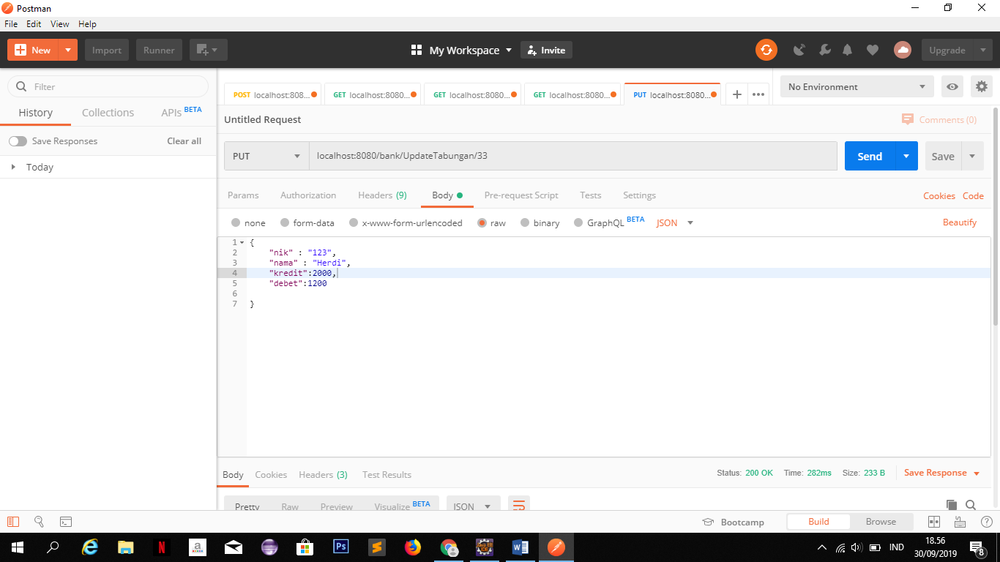 Postman
File Edit View Help
New Import Runner My Workspace Invite Upgrade
Filter
History Collections APIs BETA
Save Responses Clear all
Today
POST localhost:808... GET localhost:8080... GET localhost:8080... GET localhost:8080... PUT localhost:8080... No Environment
Untitled Request Comments (0)
PUT localhost:8080/bank/UpdateTabungan/33 Send Save
Params Authorization Headers (9) Body Pre-request Script Tests Settings Cookies Code
none form-data x-www-form-urlencoded raw binary GraphQL BETA JSON Beautify
1 {
2 "nik" : "123",
3 "nama" : "Herdi",
4 "kredit":2000,
5 "debet":1200
6
7 }
Body Cookies Headers (3) Test Results Status: 200 OK Time: 282ms Size: 233 B Save Response
Pretty Raw Preview Visualize BETA JSON
Bootcamp Build Browse
IND 18.56
30/09/2019 8